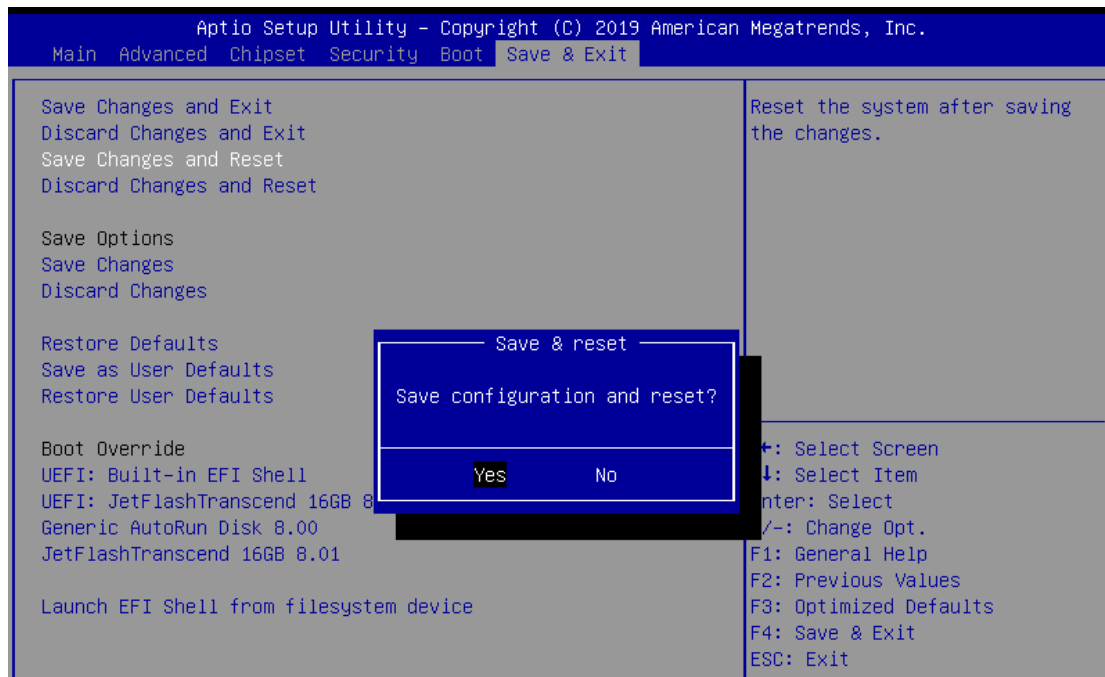 Aptio Setup Utility – Copyright (C) 2019 American Megatrends, Inc.
Main Advanced Chipset Security Boot Save & Exit
Save Changes and Exit
Discard Changes and Exit
Save Changes and Reset
Discard Changes and Reset
Save Options
Save Changes
Discard Changes
Restore Defaults
Save as User Defaults
Restore User Defaults
Boot Override
UEFI: Built-in EFI Shell
UEFI: JetFlashTranscend 16GB 8
Generic AutoRun Disk 8.00
JetFlashTranscend 16GB 8.01
Launch EFI Shell from filesystem device
Save & reset
Save configuration and reset?
Yes No
Reset the system after saving
the changes.
←: Select Screen
↓: Select Item
nter: Select
/-: Change Opt.
F1: General Help
F2: Previous Values
F3: Optimized Defaults
F4: Save & Exit
ESC: Exit